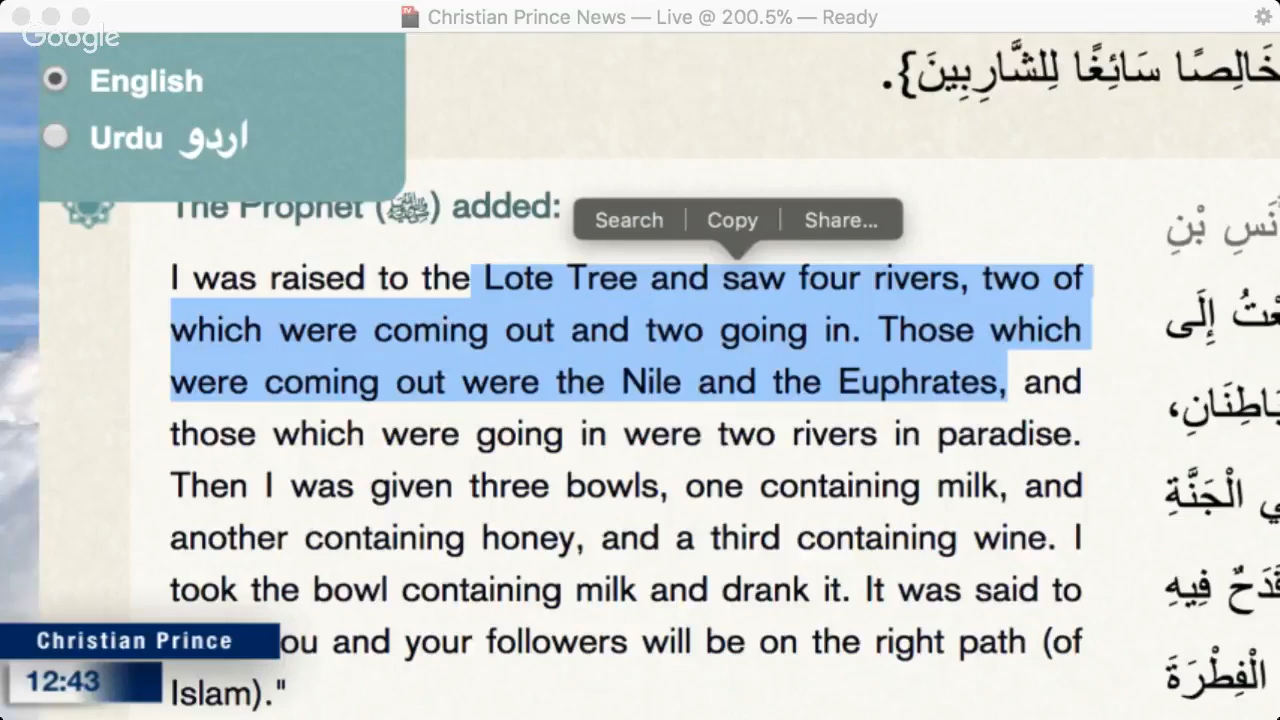 Christian Prince News — Live @ 200.5% — Ready
Google
English
Urdu اردو
خَالِصًا سَائِغًا لِلشَّارِبِينَ}.
The Prophet (ﷺ) added:
Search Copy Share...
I was raised to the Lote Tree and saw four rivers, two of
which were coming out and two going in. Those which
were coming out were the Nile and the Euphrates, and
those which were going in were two rivers in paradise.
Then I was given three bowls, one containing milk, and
another containing honey, and a third containing wine. I
took the bowl containing milk and drank it. It was said to
ou and your followers will be on the right path (of
Islam)."
بْنِ
إِلَى
الْجَنَّةِ
فِيهِ
الْفِطْرَةَ
Christian Prince
12:43